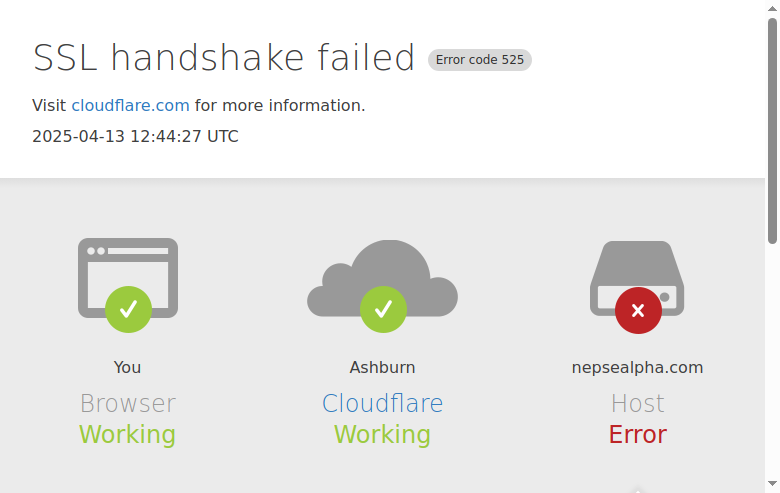 SSL handshake failed Error code 525
Visit cloudflare.com for more information.
2025-04-13 12:44:27 UTC
You
Browser
Working
Ashburn
Cloudflare
Working
nepsealpha.com
Host
Error